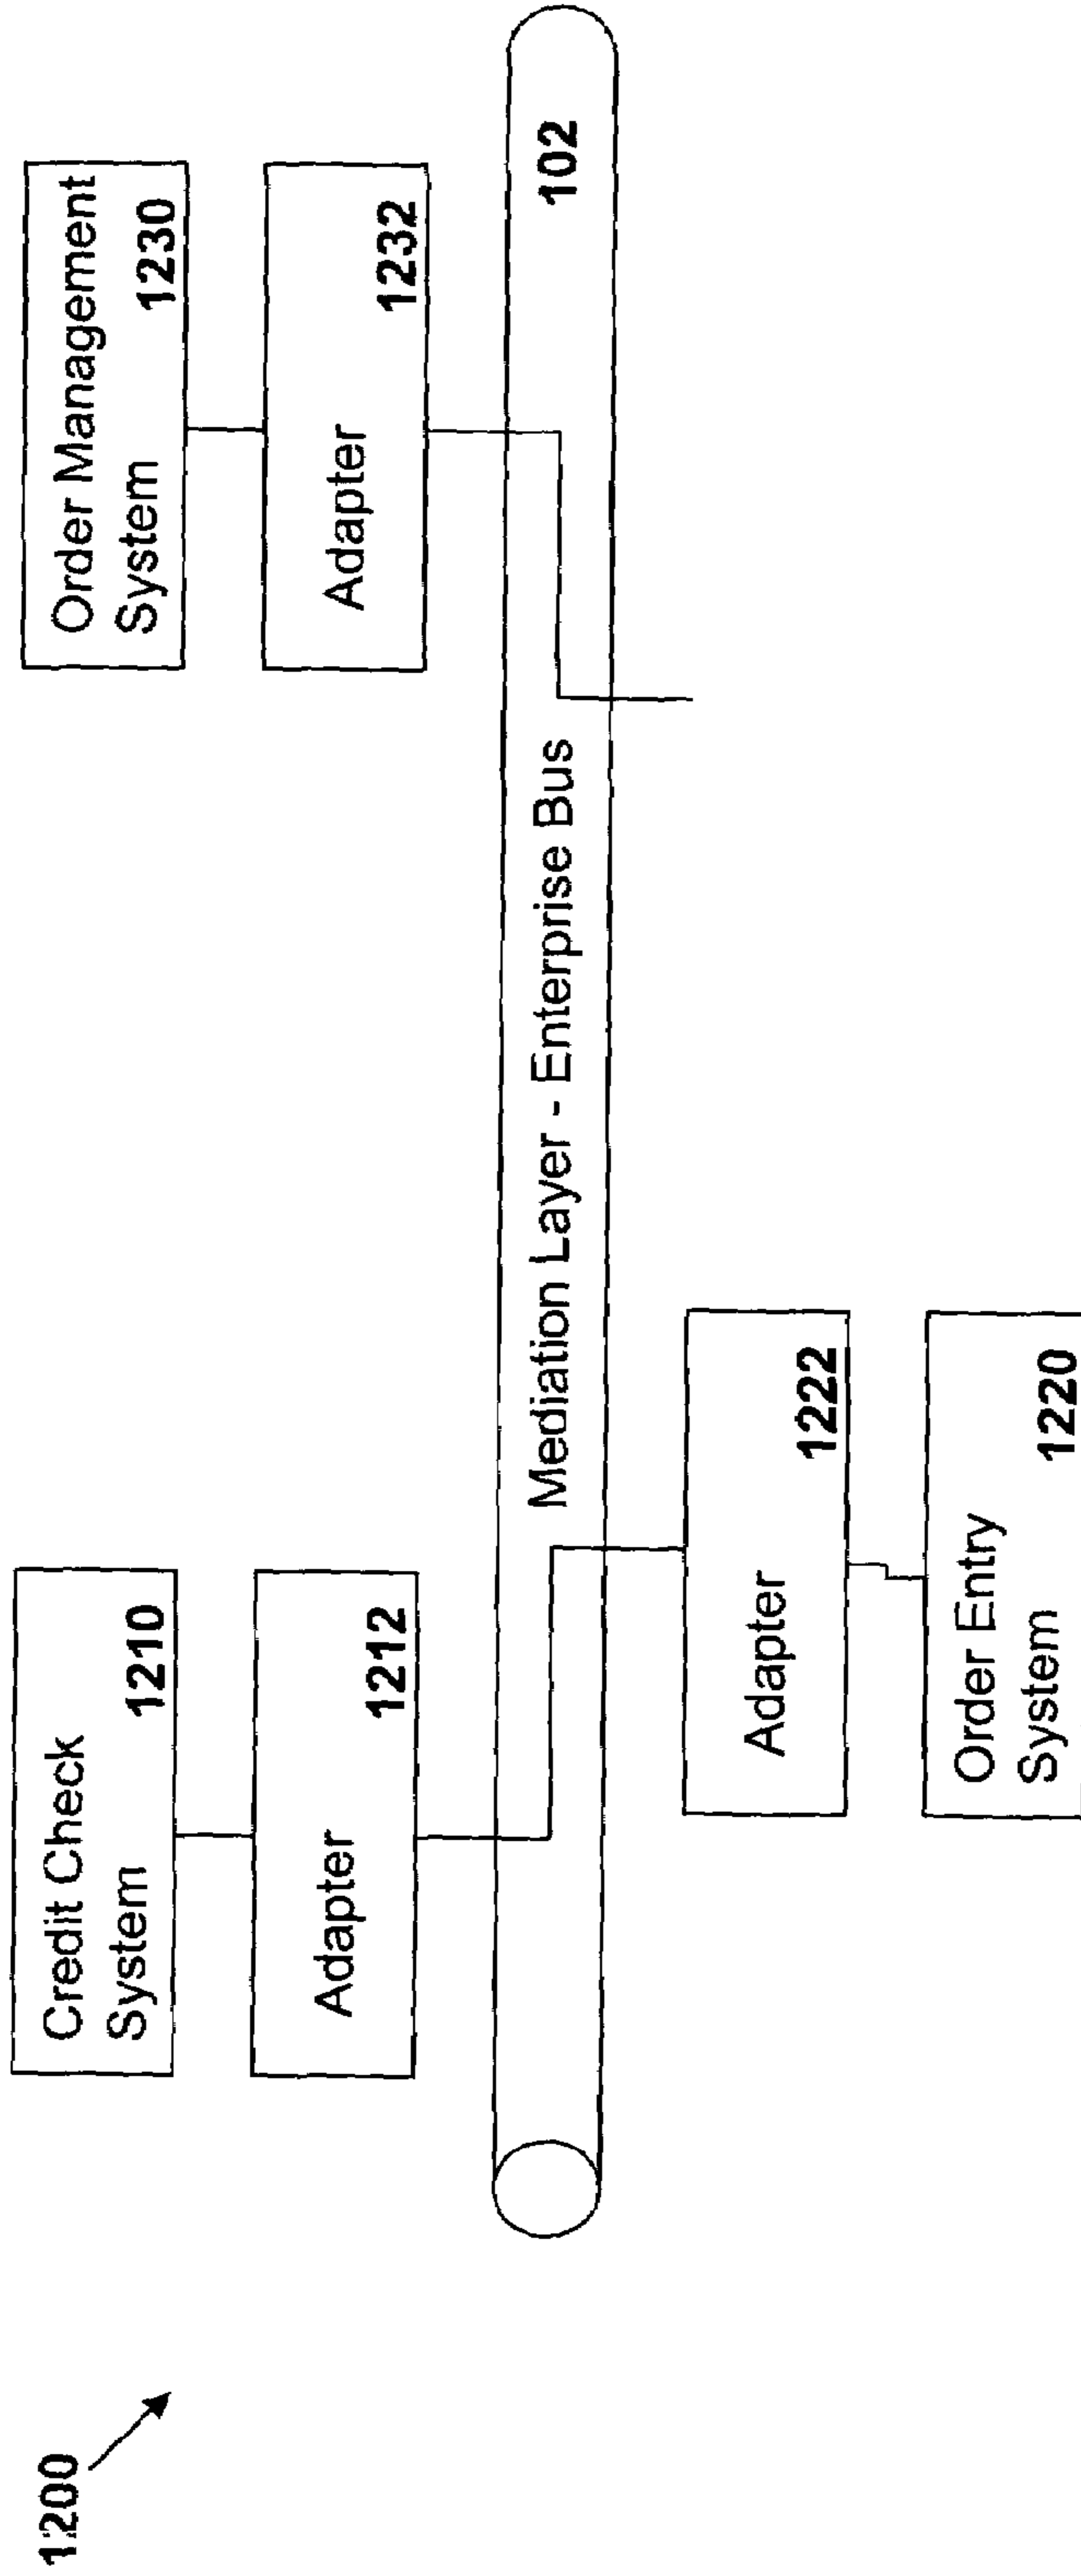 1200
Credit Check
System
1210
Adapter
1212
Order Management
System
1230
Adapter
1232
Mediation Layer - Enterprise Bus
102
Adapter
1222
Order Entry
System
1220